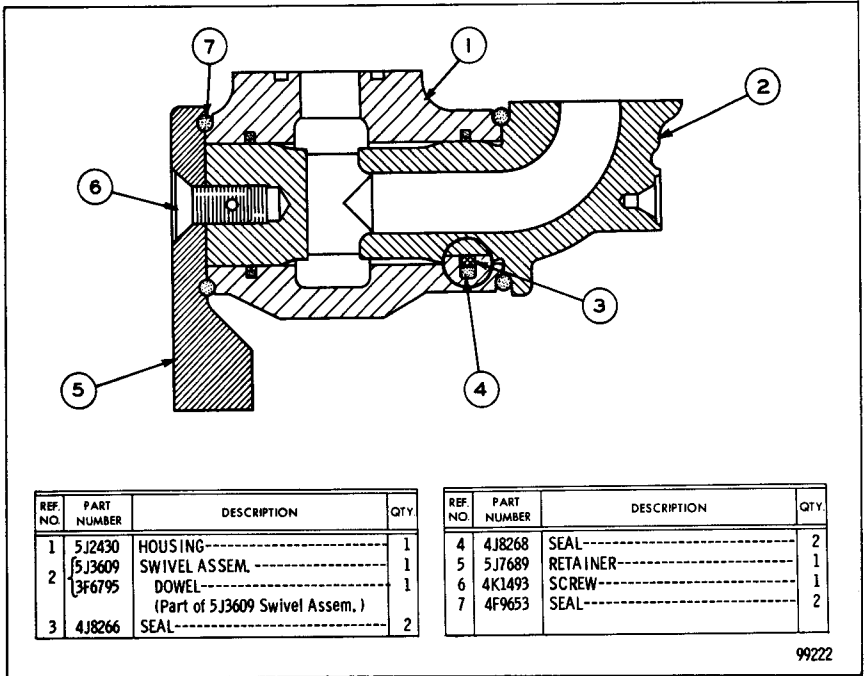 7
1
2
6
3
5
4
REF. NO. PART NUMBER DESCRIPTION QTY.
1 5J2430 HOUSING 1
2 5J3609 SWIVEL ASSEM. 1
3F6795 DOWEL 1
(Part of 5J3609 Swivel Assem.)
3 4J8266 SEAL 2
REF. NO. PART NUMBER DESCRIPTION QTY.
4 4J8268 SEAL 2
5 5J7689 RETAINER 1
6 4K1493 SCREW 1
7 4F9653 SEAL 2
99222